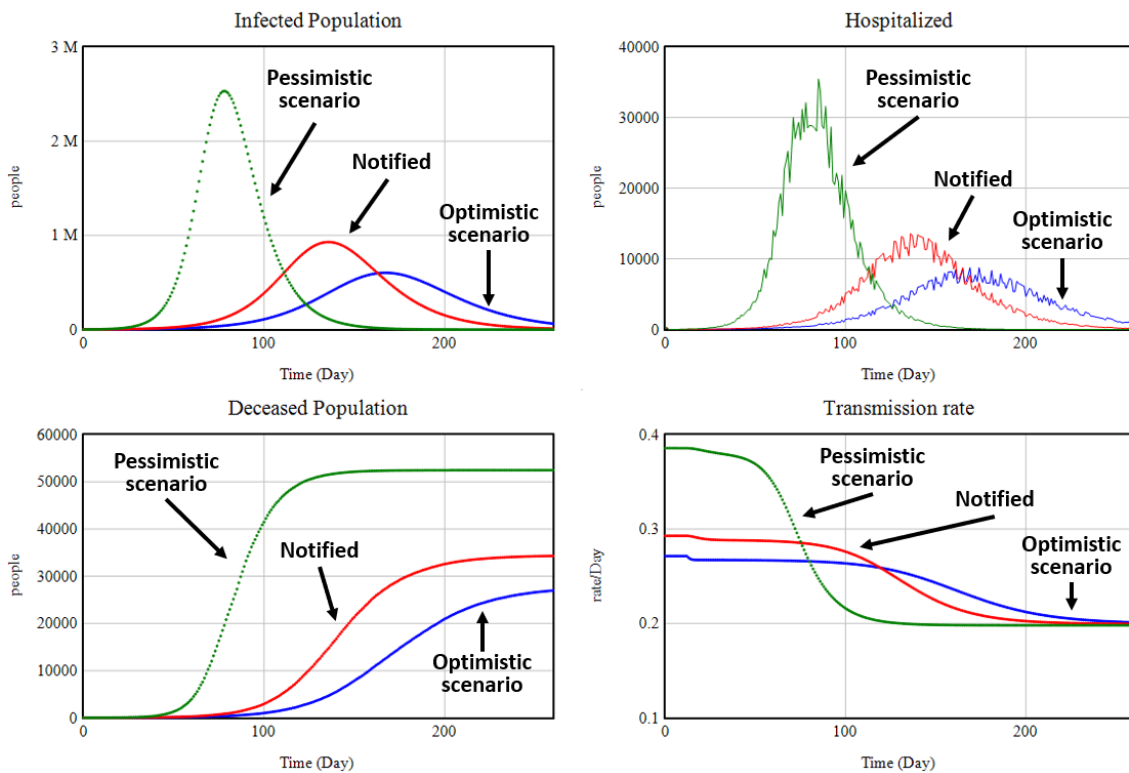 Infected Population
3 M
2 M
1 M
0
people
0
100
200
Time (Day)
Pessimistic
scenario
Notified
Optimistic
scenario
Hospitalized
40000
30000
20000
10000
0
people
0
100
200
Time (Day)
Pessimistic
scenario
Notified
Optimistic
scenario
Deceased Population
60000
50000
40000
30000
20000
10000
0
people
0
100
200
Time (Day)
Pessimistic
scenario
Notified
Optimistic
scenario
Transmission rate
0.4
0.3
0.2
0.1
rate/Day
0
100
200
Time (Day)
Pessimistic
scenario
Notified
Optimistic
scenario